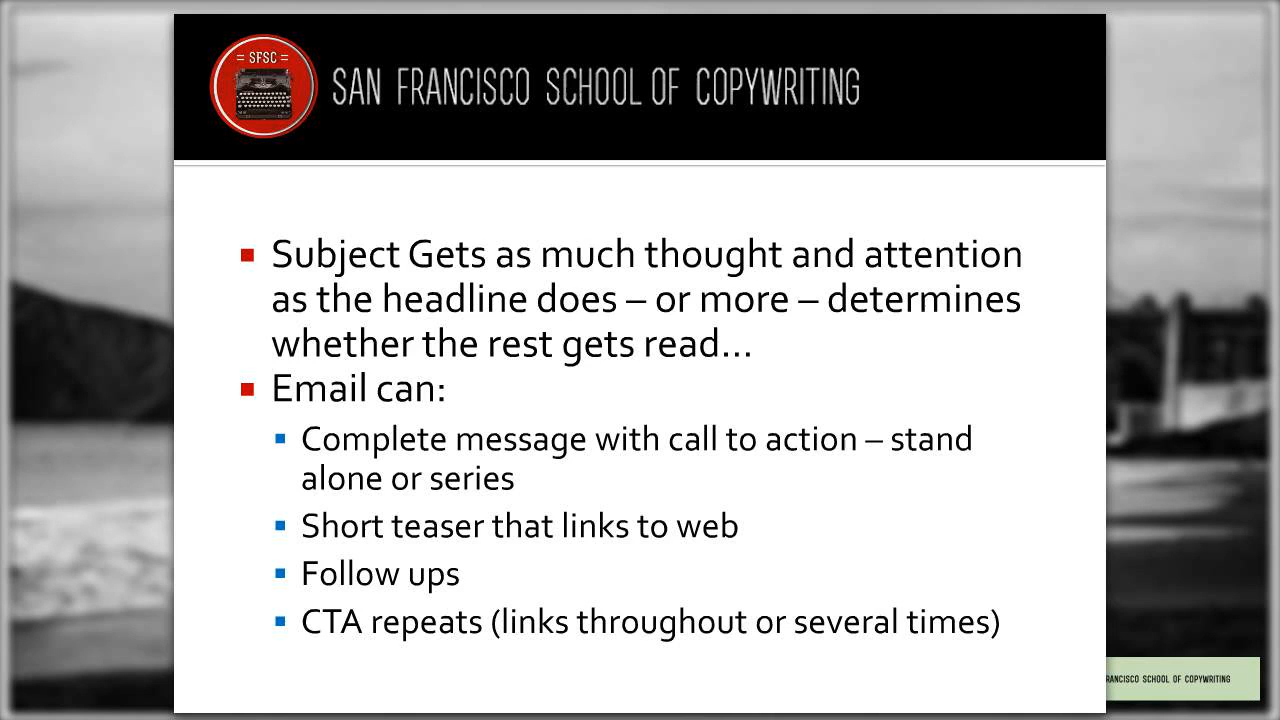 = SFSC =
SAN FRANCISCO SCHOOL OF COPYWRITING
Subject Gets as much thought and attention
as the headline does – or more – determines
whether the rest gets read…
Email can:
Complete message with call to action – stand
alone or series
Short teaser that links to web
Follow ups
CTA repeats (links throughout or several times)
RANCISCO SCHOOL OF COPYWRITING